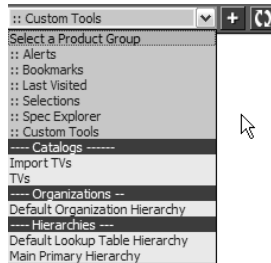 :: Custom Tools
Select a Product Group
:: Alerts
:: Bookmarks
:: Last Visited
:: Selections
:: Spec Explorer
:: Custom Tools
---- Catalogs ------
Import TVs
TVs
---- Organizations --
Default Organization Hierarchy
---- Hierarchies ---
Default Lookup Table Hierarchy
Main Primary Hierarchy